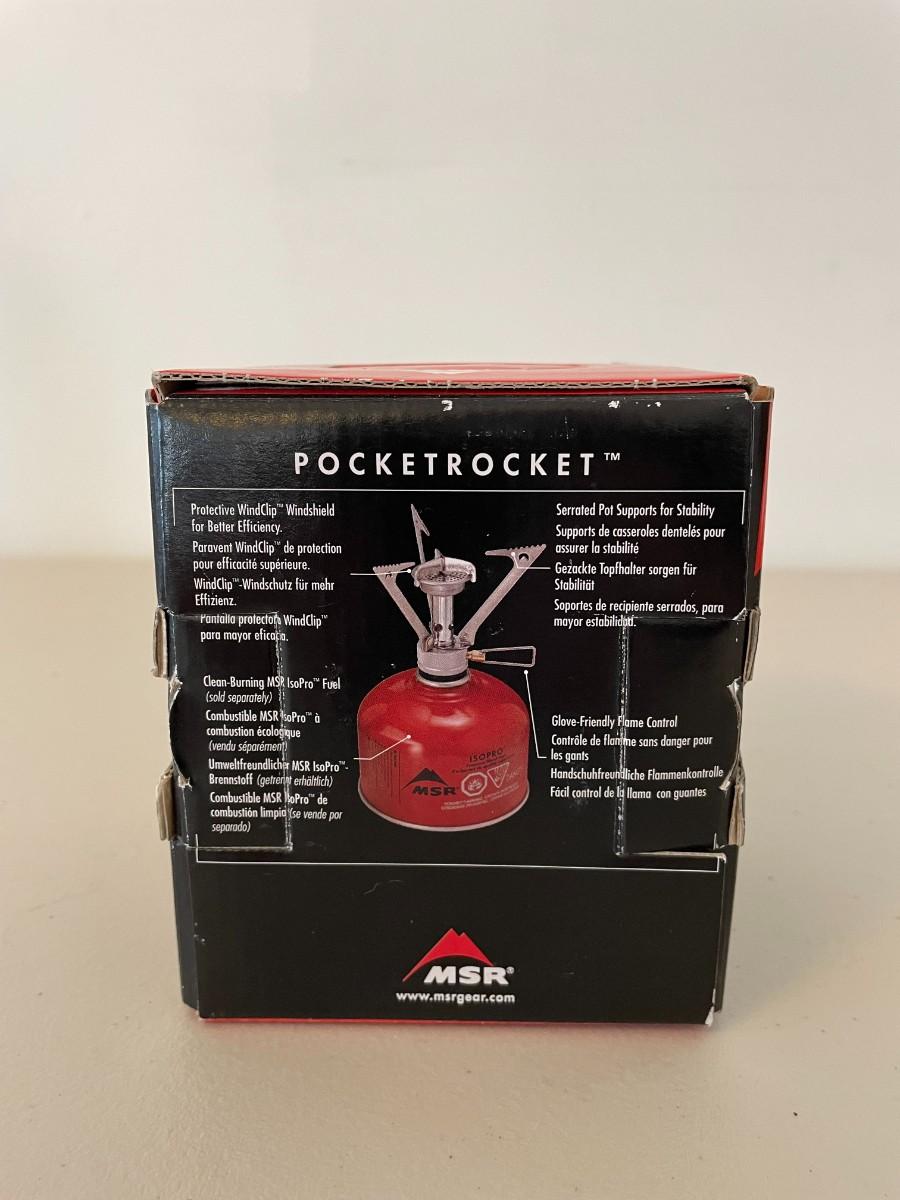 POCKETROCKET™
Protective WindClip™ Windshield
for Better Efficiency.
Paravent WindClip™ de protection
pour efficacité supérieure.
WindClip™-Windschutz für mehr
Effizienz.
Pantalla protectora WindClip™
para mayor eficacia.
Serrated Pot Supports for Stability
Supports de casseroles dentelés pour
assurer la stabilité
Gezackte Topfhalter sorgen für
Stabilität
Soportes de recipiente serrados, para
mayor estabilidad.
Clean-Burning MSR IsoPro™ Fuel
(sold separately)
Combustible MSR IsoPro™ à
combustion écologique
(vendu séparément)
Umweltfreundlicher MSR IsoPro™-
Brennstoff (getrennt erhältlich)
Combustible MSR IsoPro™ de
combustión limpia (se vende por
separado)
Glove-Friendly Flame Control
Contrôle de flamme sans danger pour
les gants
Handschuhfreundliche Flammenkontrolle
Fácil control de la llama con guantes
ISOPRO
MSR
MSR®
www.msrgear.com